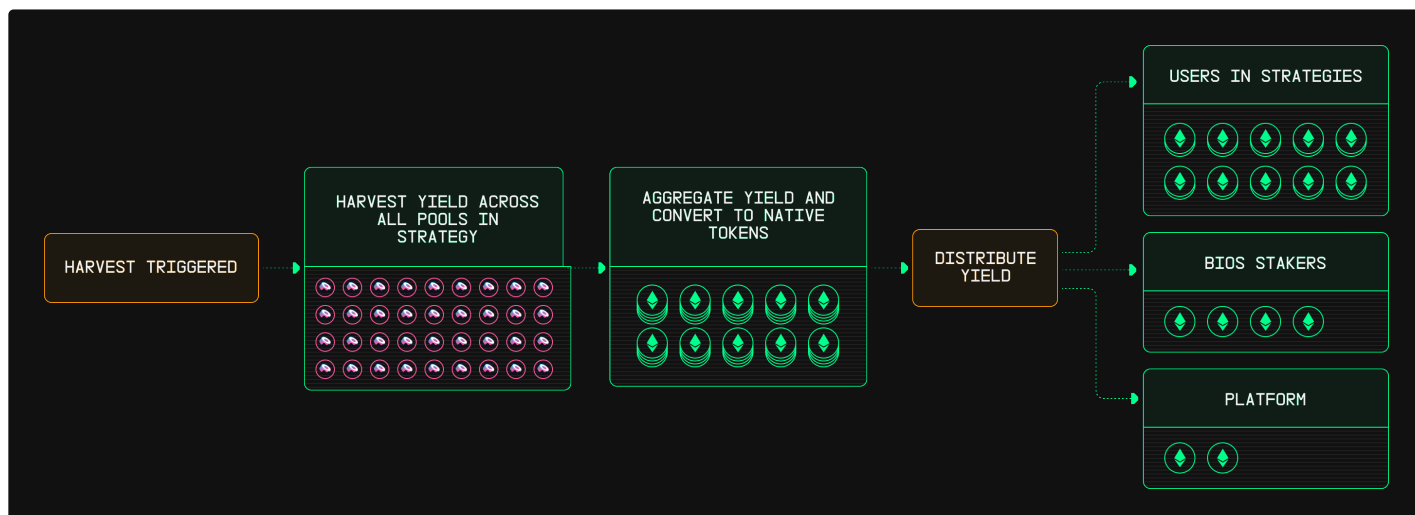 HARVEST TRIGGERED
HARVEST YIELD ACROSS
ALL POOLS IN
STRATEGY
AGGREGATE YIELD AND
CONVERT TO NATIVE
TOKENS
DISTRIBUTE
YIELD
USERS IN STRATEGIES
BIOS STAKERS
PLATFORM